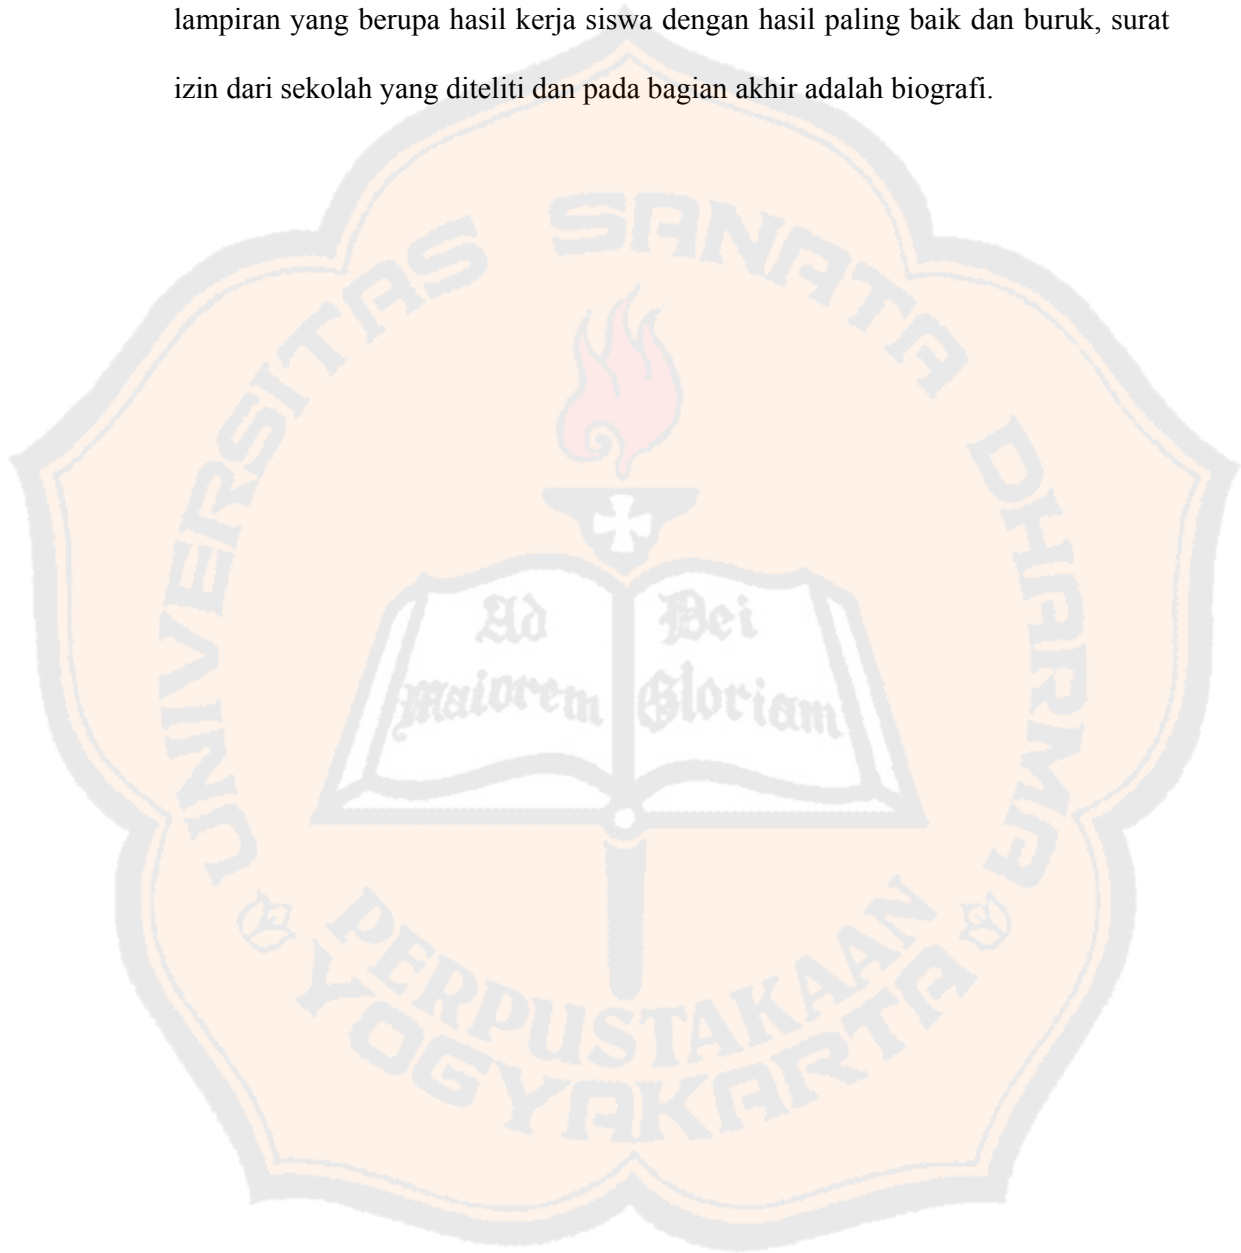 lampiran yang berupa hasil kerja siswa dengan hasil paling baik dan buruk, surat
izin dari sekolah yang diteliti dan pada bagian akhir adalah biografi.
UNIVERSITAS SANATA DHARMA
Ad Dei
Maiorem Gloriam
PERPUSTAKAAN
YOGYAKARTA